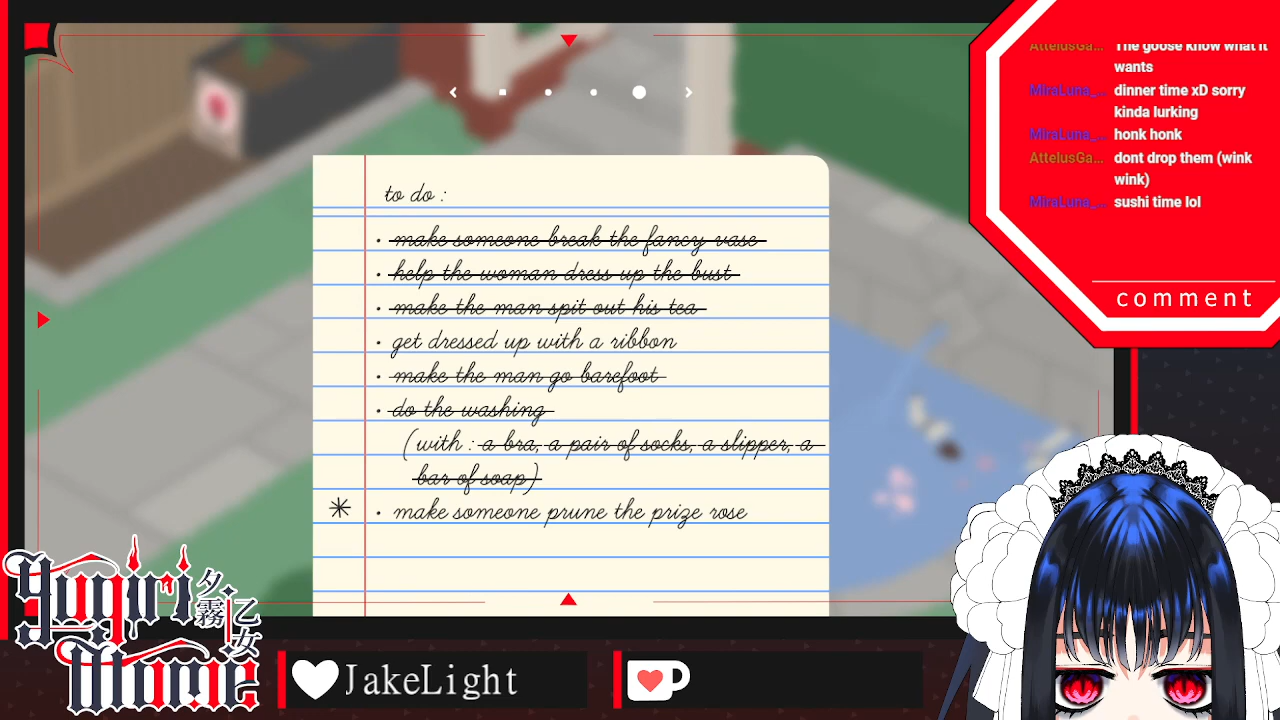 to do :
· make someone break the fancy vase
· help the woman dress up the bust
· make the man spit out his tea
· get dressed up with a ribbon
· make the man go barefoot
· do the washing
(with : a bra, a pair of socks, a slipper, a
bar of soap)
· make someone prune the prize rose
AttelusGa... The goose know what it
wants
MiraLuna_... dinner time xD sorry
kinda lurking
MiraLuna_... honk honk
AttelusGa... dont drop them (wink
wink)
MiraLuna_... sushi time lol
comment
Yugiri
夕霧
乙女
JakeLight